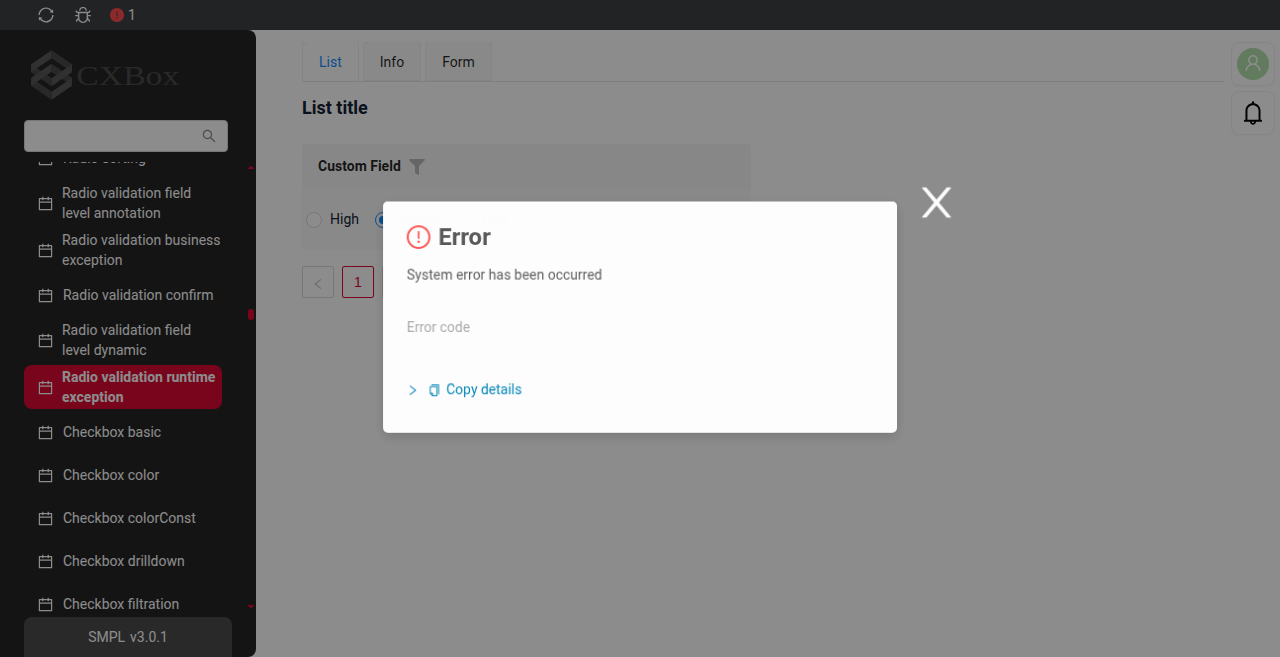 1
CXBox
Radio sorting
Radio validation field
level annotation
Radio validation business
exception
Radio validation confirm
Radio validation field
level dynamic
Radio validation runtime
exception
Checkbox basic
Checkbox color
Checkbox colorConst
Checkbox drilldown
Checkbox filtration
SMPL v3.0.1
List Info Form
List title
Custom Field
High
< 1
Error
System error has been occurred
Error code
Copy details